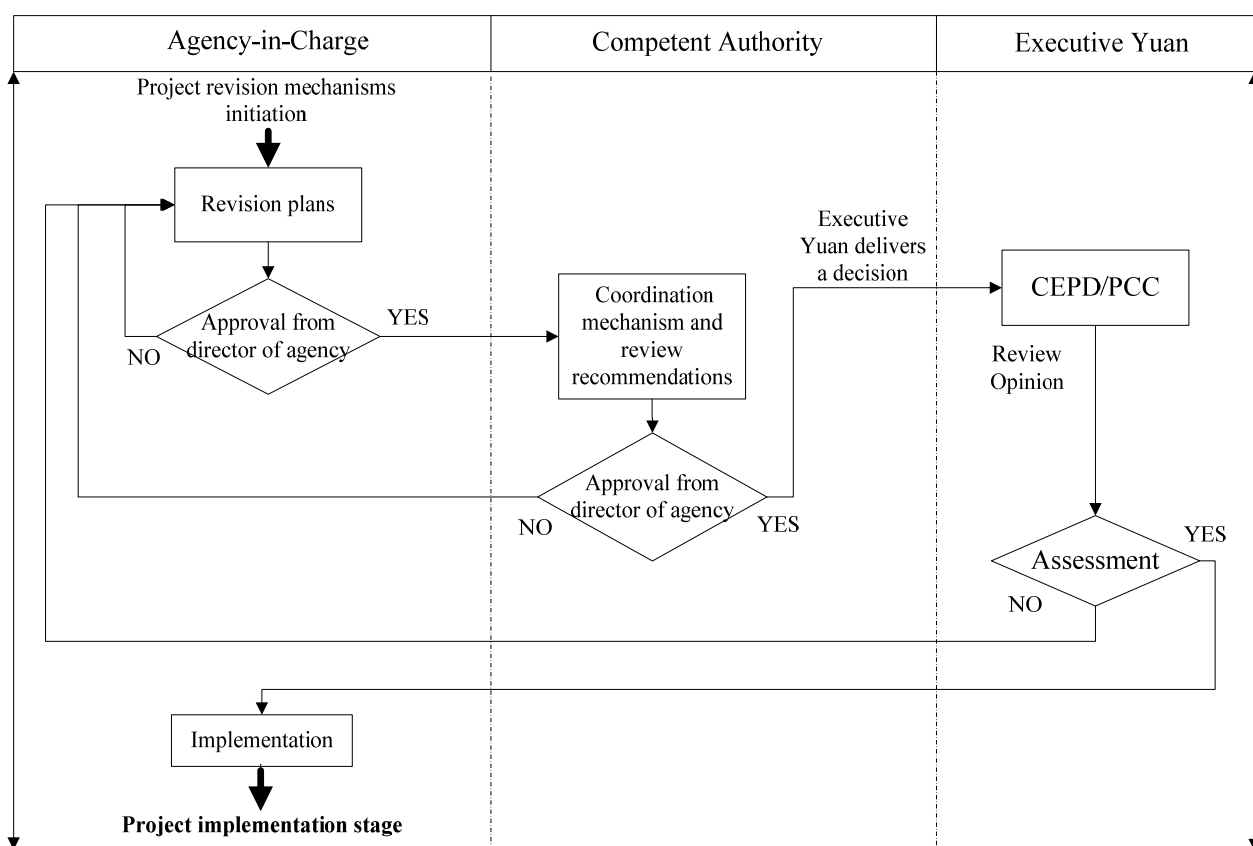 Agency-in-Charge
Competent Authority
Executive Yuan
Project revision mechanisms
initiation
Revision plans
Approval from
director of agency
NO
YES
Coordination
mechanism and
review
recommendations
Approval from
director of agency
NO
YES
Executive
Yuan delivers
a decision
CEPD/PCC
Review
Opinion
Assessment
YES
NO
Implementation
Project implementation stage